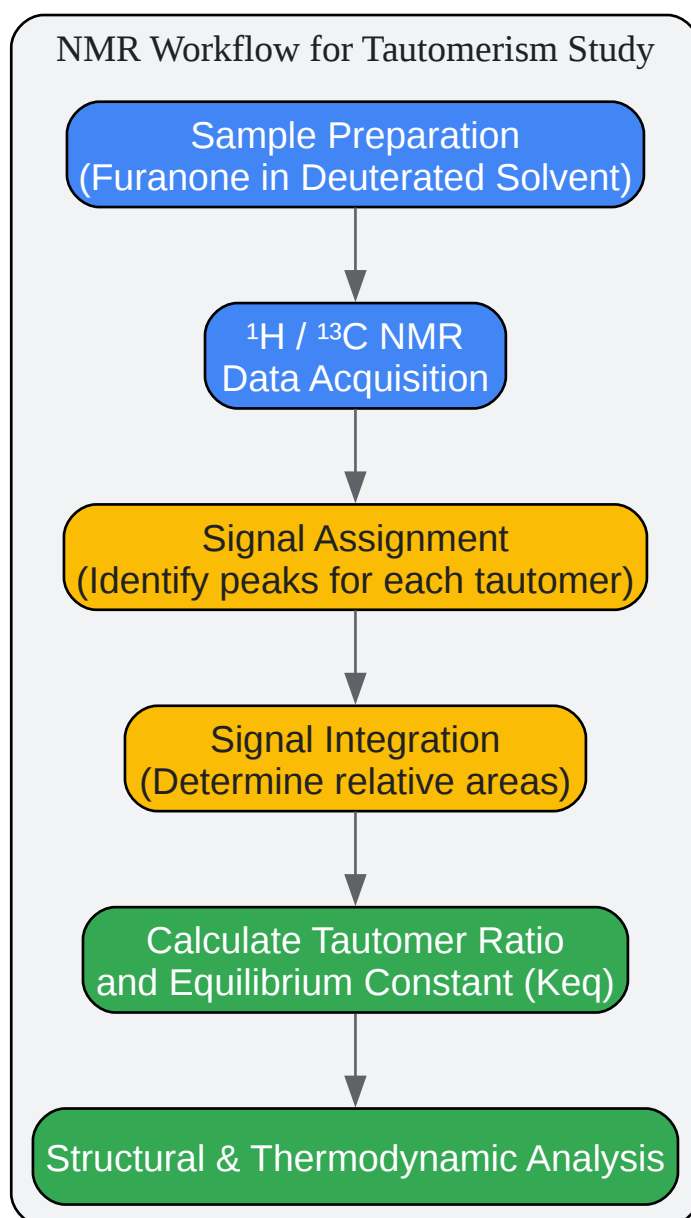 NMR Workflow for Tautomerism Study
Sample Preparation
(Furanone in Deuterated Solvent)
¹H / ¹³C NMR
Data Acquisition
Signal Assignment
(Identify peaks for each tautomer)
Signal Integration
(Determine relative areas)
Calculate Tautomer Ratio
and Equilibrium Constant (Keq)
Structural & Thermodynamic Analysis